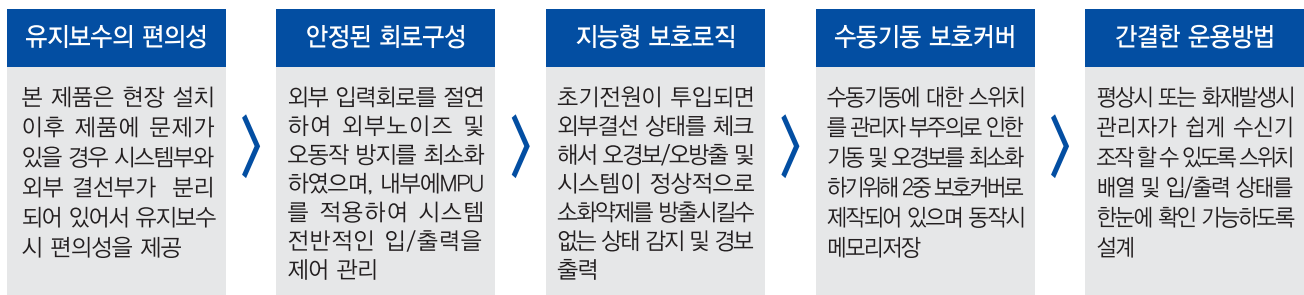 유지보수의 편의성
본 제품은 현장 설치
이후 제품에 문제가
있을 경우 시스템부와
외부 결선부가 분리
되어 있어서 유지보수
시 편의성을 제공
안정된 회로구성
외부 입력회로를 절연
하여 외부노이즈 및
오동작 방지를 최소화
하였으며, 내부에MPU
를 적용하여 시스템
전반적인 입/출력을
제어 관리
지능형 보호로직
초기전원이 투입되면
외부결선 상태를 체크
해서 오경보/오방출 및
시스템이 정상적으로
소화약제를 방출시킬수
없는 상태 감지 및 경보
출력
수동기동 보호커버
수동기동에 대한 스위치
를 관리자 부주의로 인한
기동 및 오경보를 최소화
하기위해 2중 보호커버로
제작되어 있으며 동작시
메모리저장
간결한 운용방법
평상시 또는 화재발생시
관리자가 쉽게 수신기
조작 할 수 있도록 스위치
배열 및 입/출력 상태를
한눈에 확인 가능하도록
설계